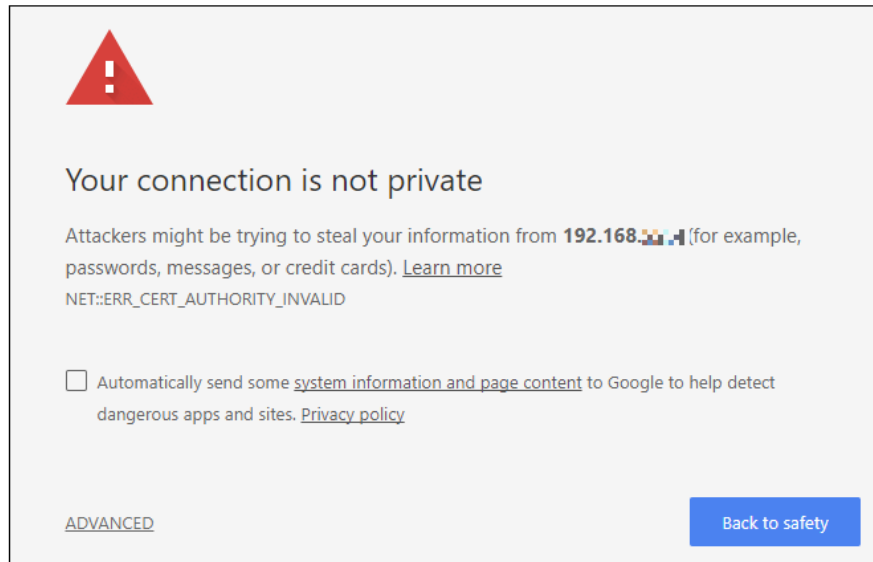 Your connection is not private
Attackers might be trying to steal your information from 192.168. (for example,
passwords, messages, or credit cards). Learn more
NET::ERR_CERT_AUTHORITY_INVALID
Automatically send some system information and page content to Google to help detect
dangerous apps and sites. Privacy policy
ADVANCED
Back to safety